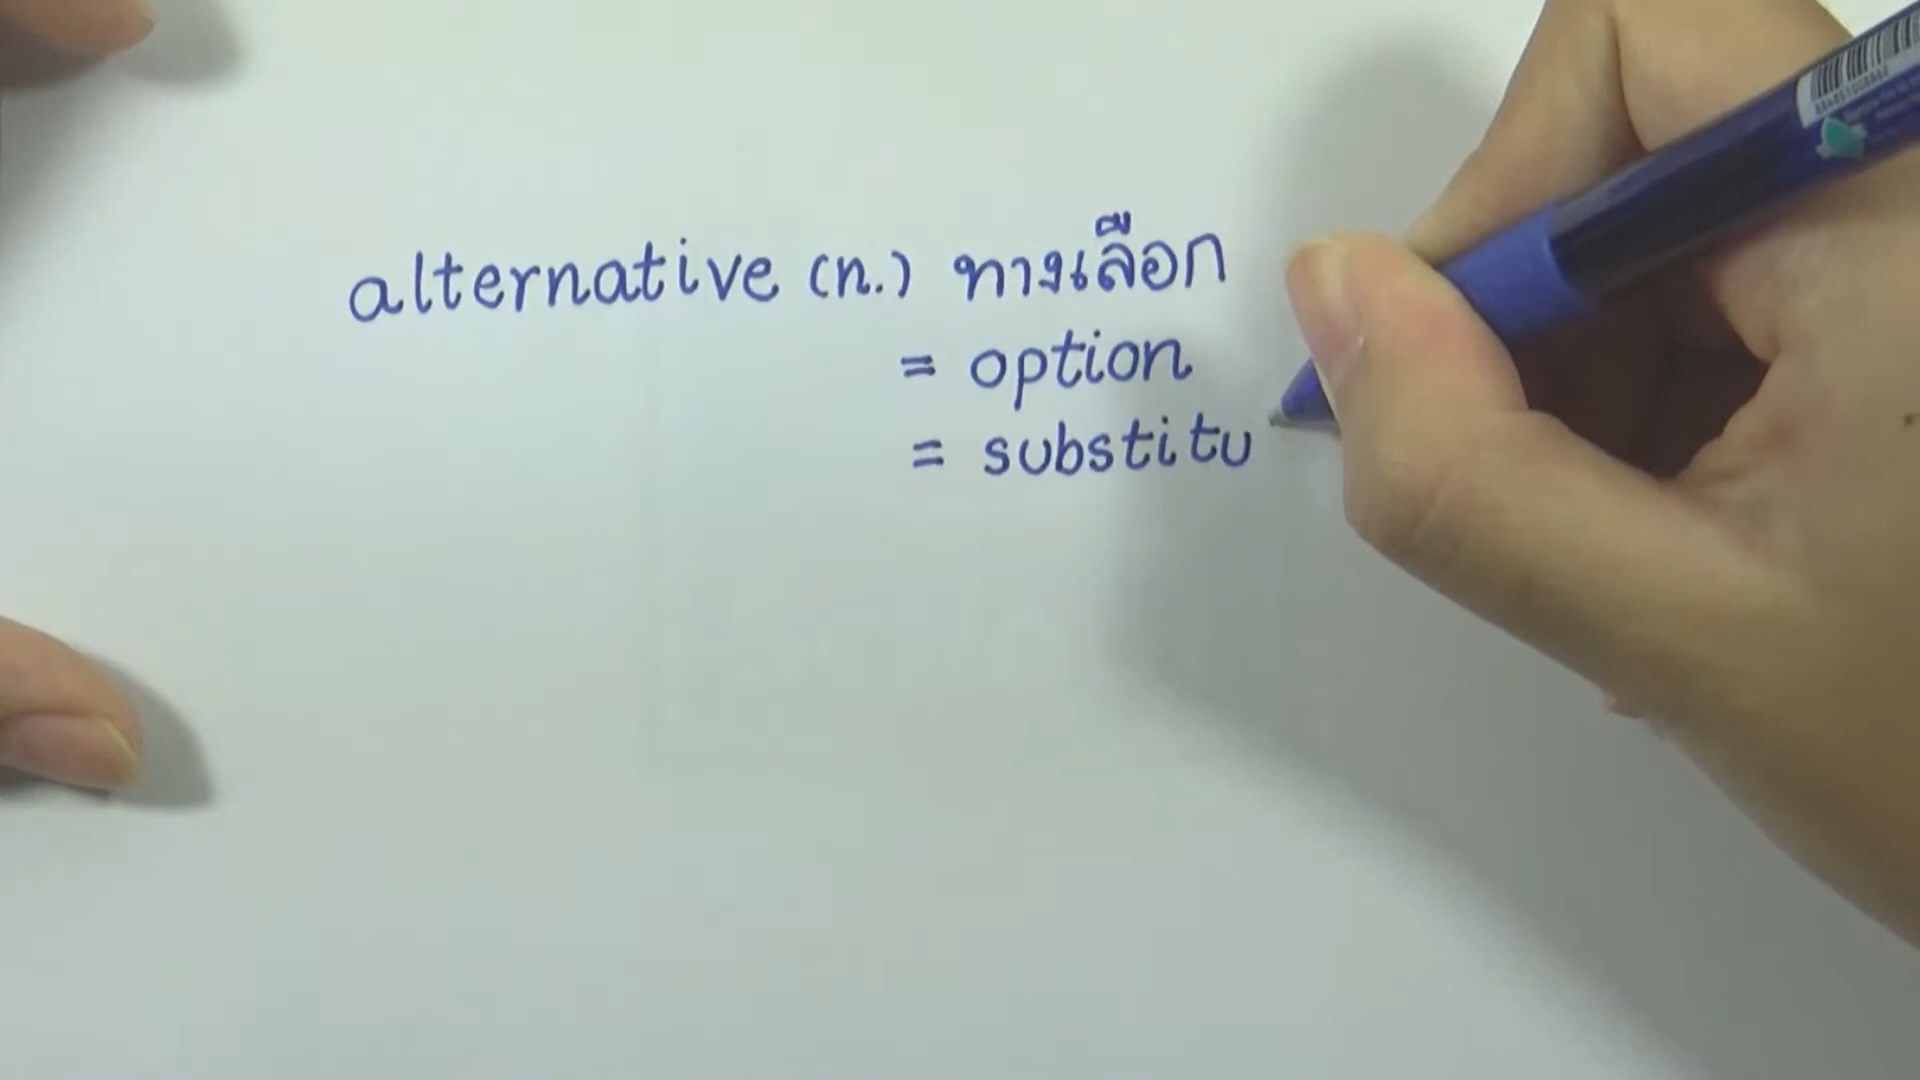 alternative (n.) ทางเลือก
= option
= substitu